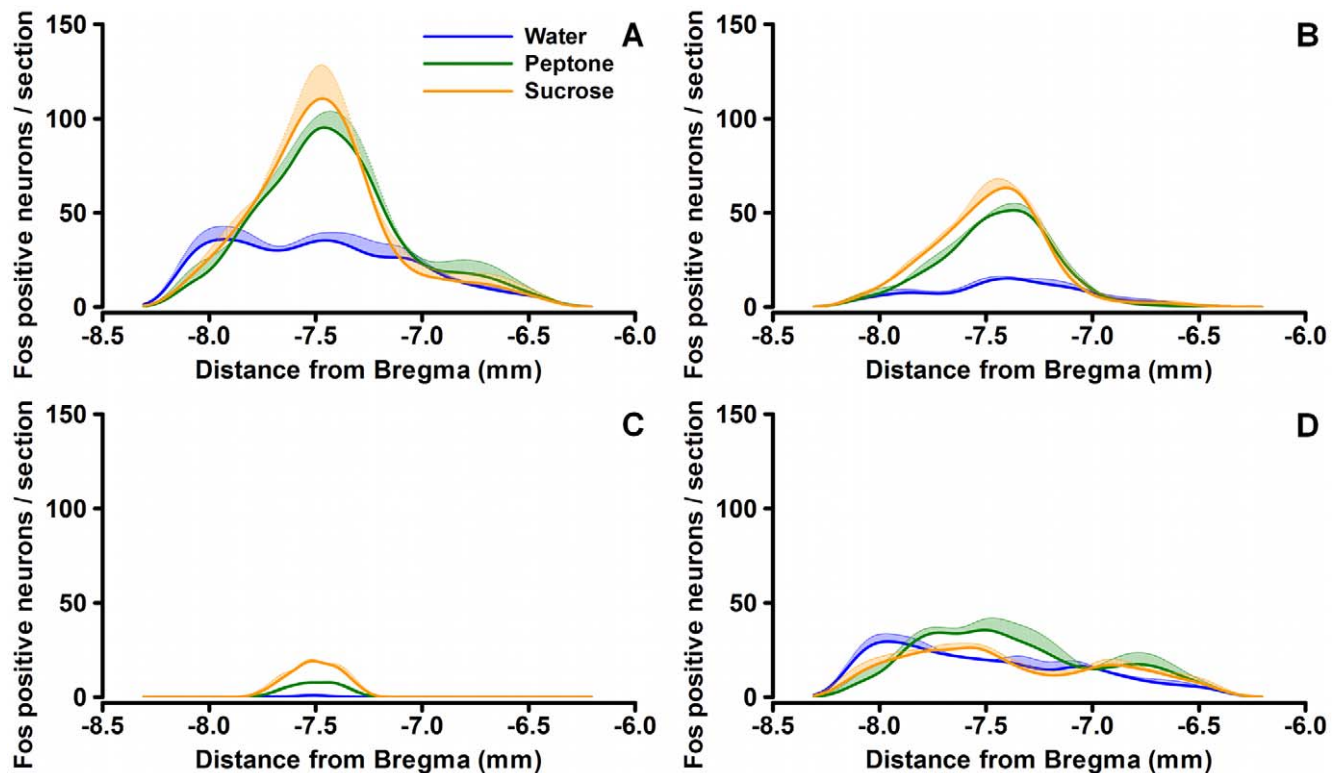 150
100
50
0
Fos positive neurons / section
Water
Peptone
Sucrose
A
-8.5 -8.0 -7.5 -7.0 -6.5 -6.0
Distance from Bregma (mm)
150
100
50
0
Fos positive neurons / section
B
-8.5 -8.0 -7.5 -7.0 -6.5 -6.0
Distance from Bregma (mm)
150
100
50
0
Fos positive neurons / section
C
-8.5 -8.0 -7.5 -7.0 -6.5 -6.0
Distance from Bregma (mm)
150
100
50
0
Fos positive neurons / section
D
-8.5 -8.0 -7.5 -7.0 -6.5 -6.0
Distance from Bregma (mm)